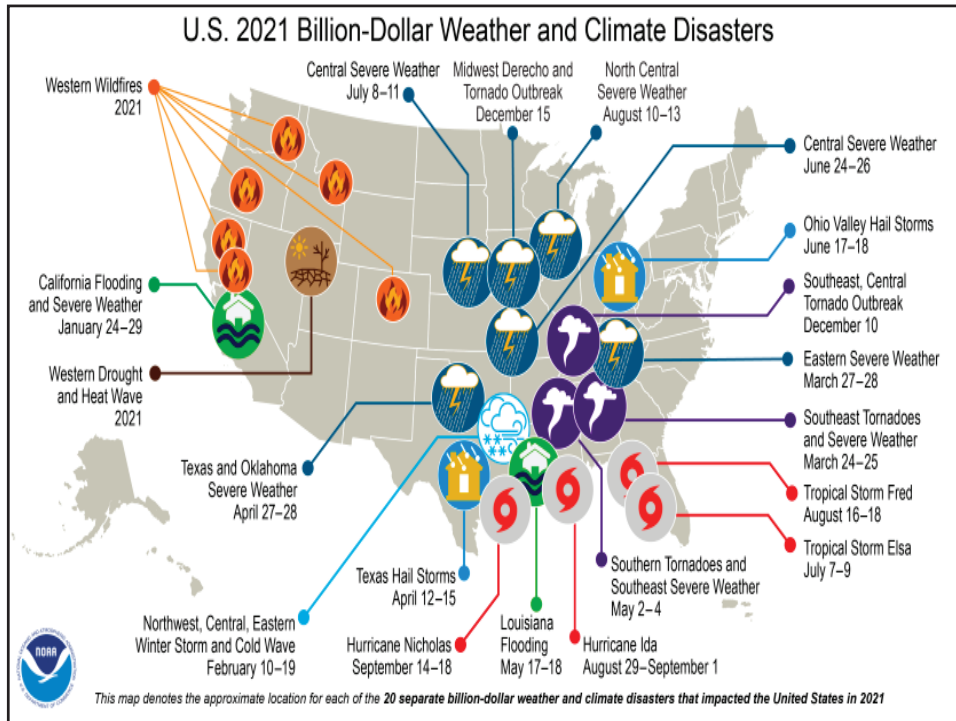 U.S. 2021 Billion-Dollar Weather and Climate Disasters
Western Wildfires
2021
Central Severe Weather
July 8–11
Midwest Derecho and
Tornado Outbreak
December 15
North Central
Severe Weather
August 10–13
Central Severe Weather
June 24–26
Ohio Valley Hail Storms
June 17–18
California Flooding
and Severe Weather
January 24–29
Southeast, Central
Tornado Outbreak
December 10
Western Drought
and Heat Wave
2021
Eastern Severe Weather
March 27–28
Southeast Tornadoes
and Severe Weather
March 24–25
Texas and Oklahoma
Severe Weather
April 27–28
Tropical Storm Fred
August 16–18
Tropical Storm Elsa
July 7–9
Texas Hail Storms
April 12–15
Southern Tornadoes and
Southeast Severe Weather
May 2–4
Northwest, Central, Eastern
Winter Storm and Cold Wave
February 10–19
Hurricane Nicholas
September 14–18
Louisiana
Flooding
May 17–18
Hurricane Ida
August 29–September 1
NOAA
This map denotes the approximate location for each of the 20 separate billion-dollar weather and climate disasters that impacted the United States in 2021